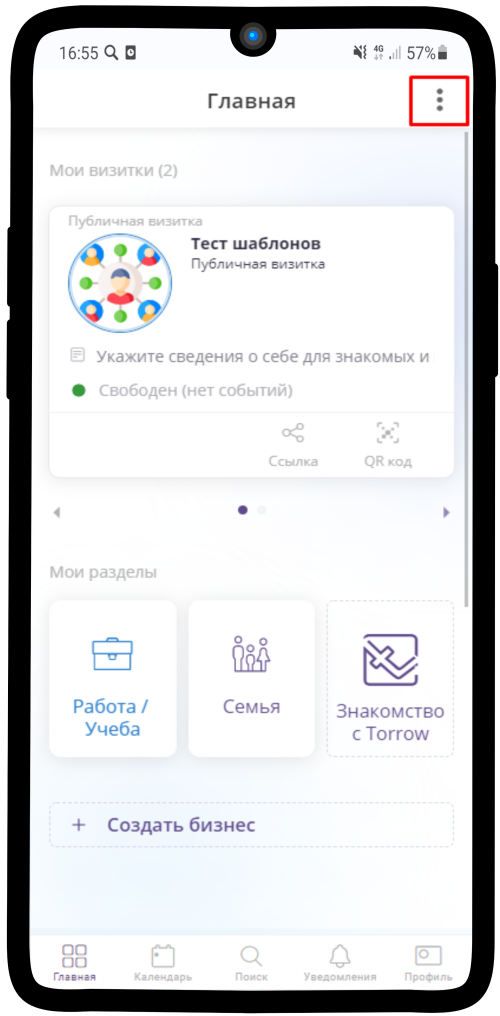 16:55
4G
57%
Главная
Мои визитки (2)
Публичная визитка
Тест шаблонов
Публичная визитка
Укажите сведения о себе для знакомых и
Свободен (нет событий)
Ссылка
QR код
Мои разделы
Работа /
Учеба
Семья
Знакомство
с Torrow
+ Создать бизнес
Главная
Календарь
Поиск
Уведомления
Профиль